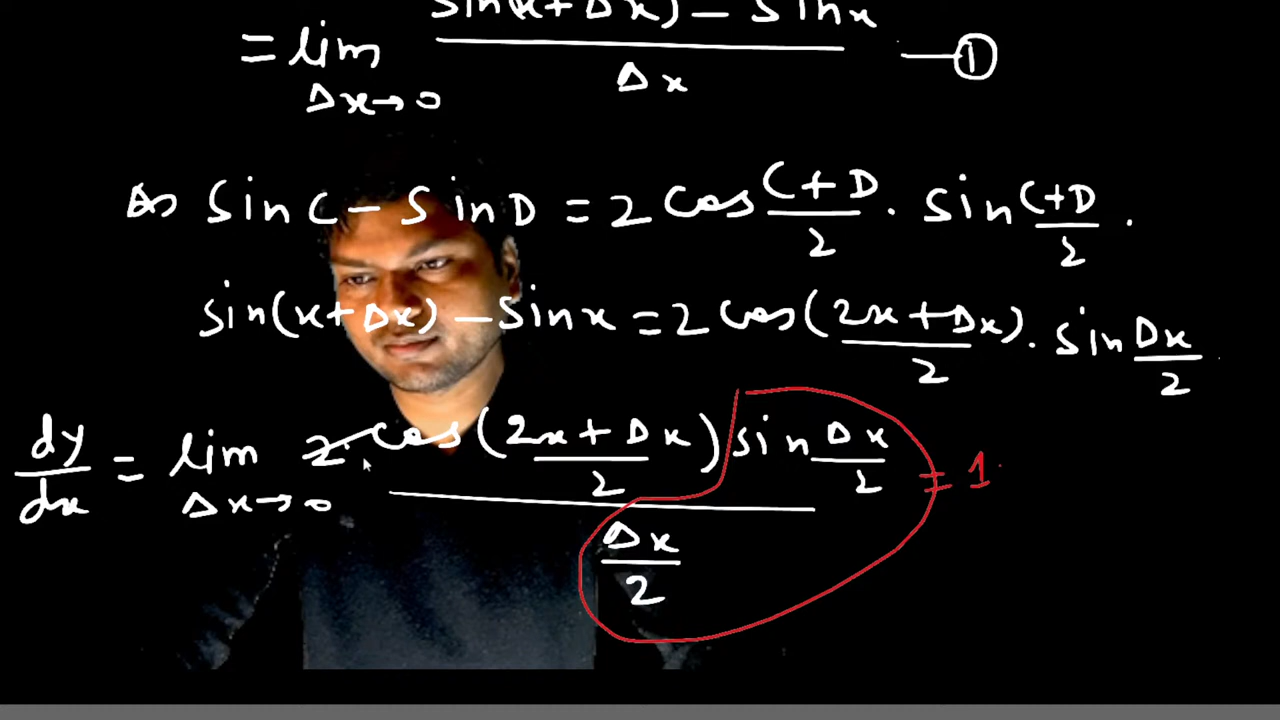 sin(x+Δx) − sin x
= lim ――― ①
Δx→0 Δx
As sin C − sin D = 2 cos (C+D)/2 . sin (C+D)/2 .
sin(x+Δx) − sin x = 2 cos (2x+Δx)/2 . sin Δx/2
dy/dx = lim Δx→0 2. cos (2x+Δx)/2 sin Δx/2 = 1
Δx/2